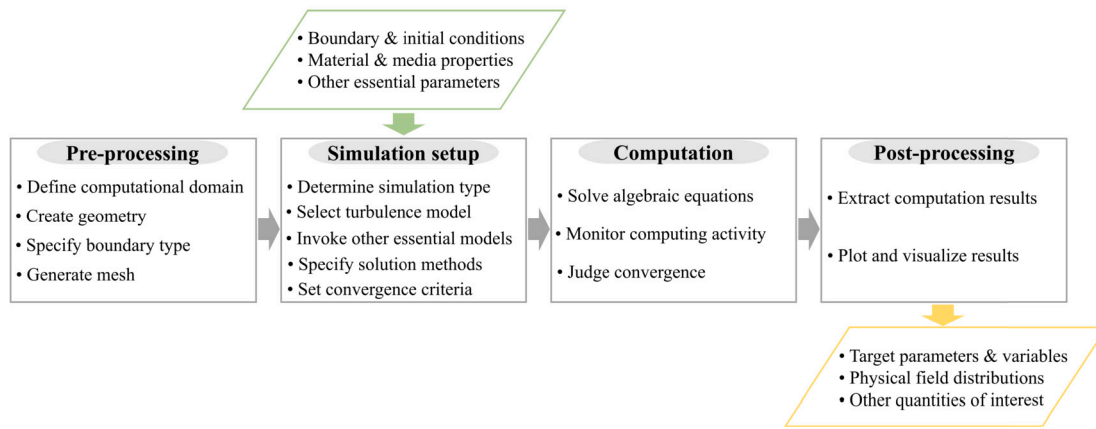 • Boundary & initial conditions
• Material & media properties
• Other essential parameters
Pre-processing
• Define computational domain
• Create geometry
• Specify boundary type
• Generate mesh
Simulation setup
• Determine simulation type
• Select turbulence model
• Invoke other essential models
• Specify solution methods
• Set convergence criteria
Computation
• Solve algebraic equations
• Monitor computing activity
• Judge convergence
Post-processing
• Extract computation results
• Plot and visualize results
• Target parameters & variables
• Physical field distributions
• Other quantities of interest